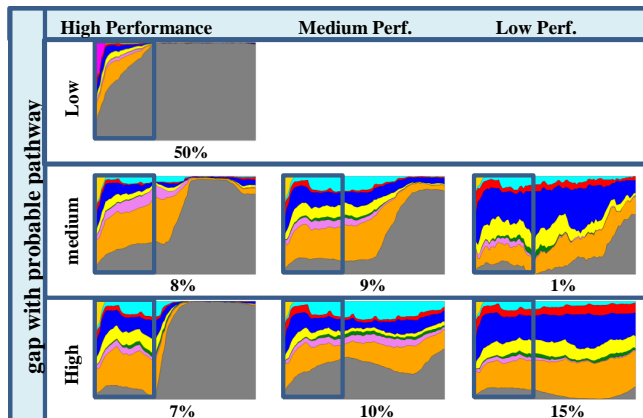 High Performance Medium Perf. Low Perf.
gap with probable pathway
Low
50%
medium
8% 9% 1%
High
7% 10% 15%